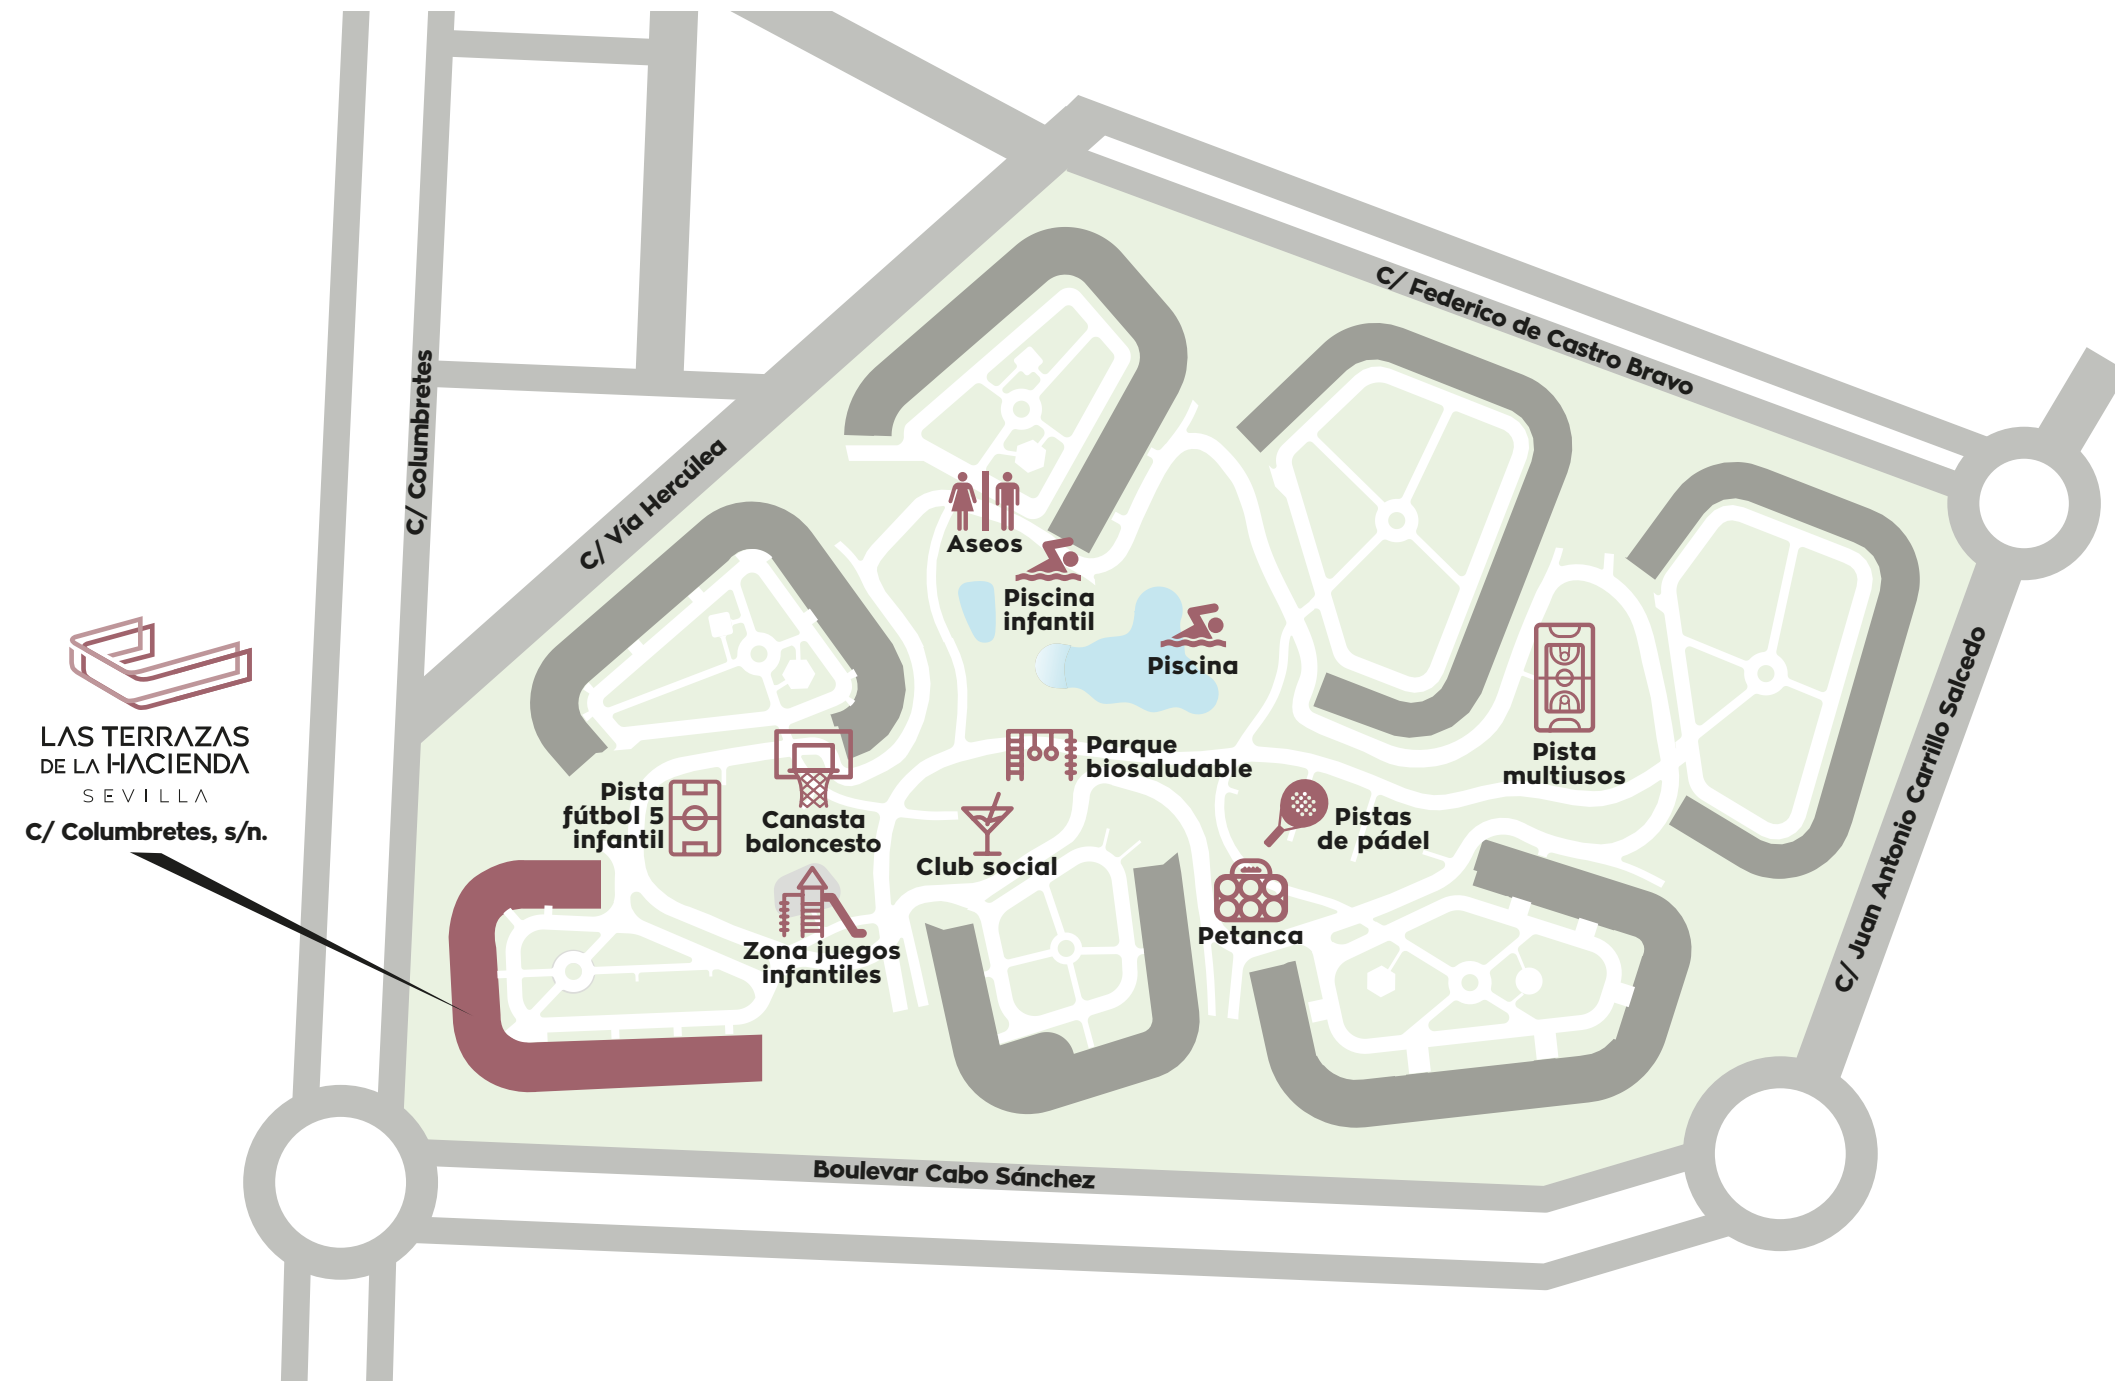 C/ Federico de Castro Bravo
C/ Columbretes
C/ Vía Hercúlea
Aseos
Piscina
infantil
Piscina
C/ Juan Antonio Carrillo Salcedo
LAS TERRAZAS
DE LA HACIENDA
SEVILLA
C/ Columbretes, s/n.
Parque
biosaludable
Pista
multiusos
Pista
fútbol 5
infantil
Canasta
baloncesto
Club social
Pistas
de pádel
Zona juegos
infantiles
Petanca
Boulevar Cabo Sánchez